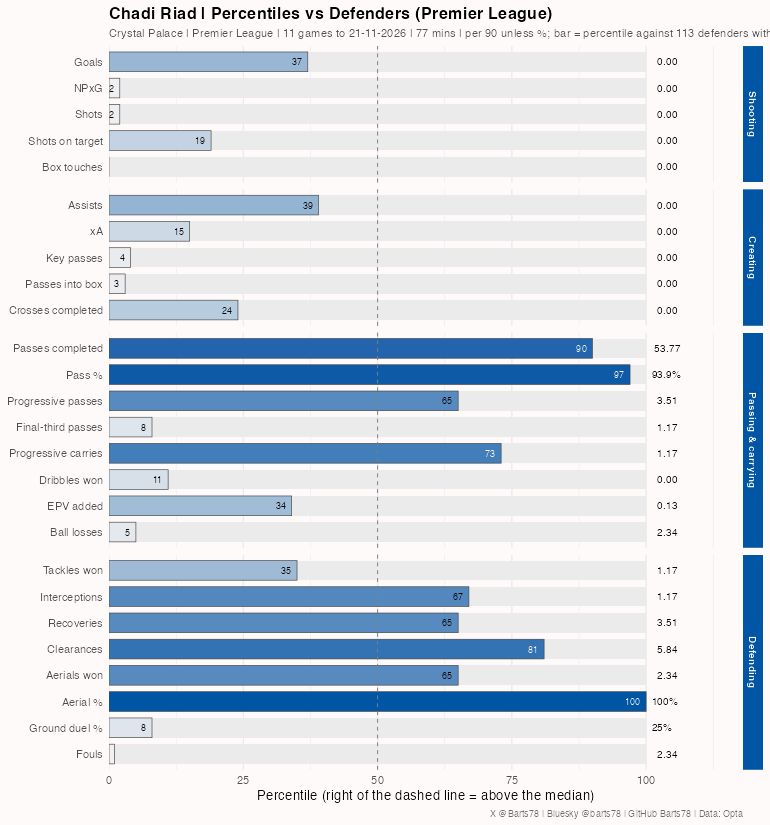 Chadi Riad | Percentiles vs Defenders (Premier League)
Crystal Palace | Premier League | 11 games to 21-11-2026 | 77 mins | per 90 unless %; bar = percentile against 113 defenders with
Goals 37 0.00
NPxG 2 0.00
Shots 2 0.00
Shots on target 19 0.00
Box touches 0.00
Shooting
Assists 39 0.00
xA 15 0.00
Key passes 4 0.00
Passes into box 3 0.00
Crosses completed 24 0.00
Creating
Passes completed 90 53.77
Pass % 97 93.9%
Progressive passes 65 3.51
Final-third passes 8 1.17
Progressive carries 73 1.17
Dribbles won 11 0.00
EPV added 34 0.13
Ball losses 5 2.34
Passing & carrying
Tackles won 35 1.17
Interceptions 67 1.17
Recoveries 65 3.51
Clearances 81 5.84
Aerials won 65 2.34
Aerial % 100 100%
Ground duel % 8 25%
Fouls 2.34
Defending
0 25 50 75 100
Percentile (right of the dashed line = above the median)
X @Barts78 | Bluesky @barts78 | GitHub Barts78 | Data: Opta